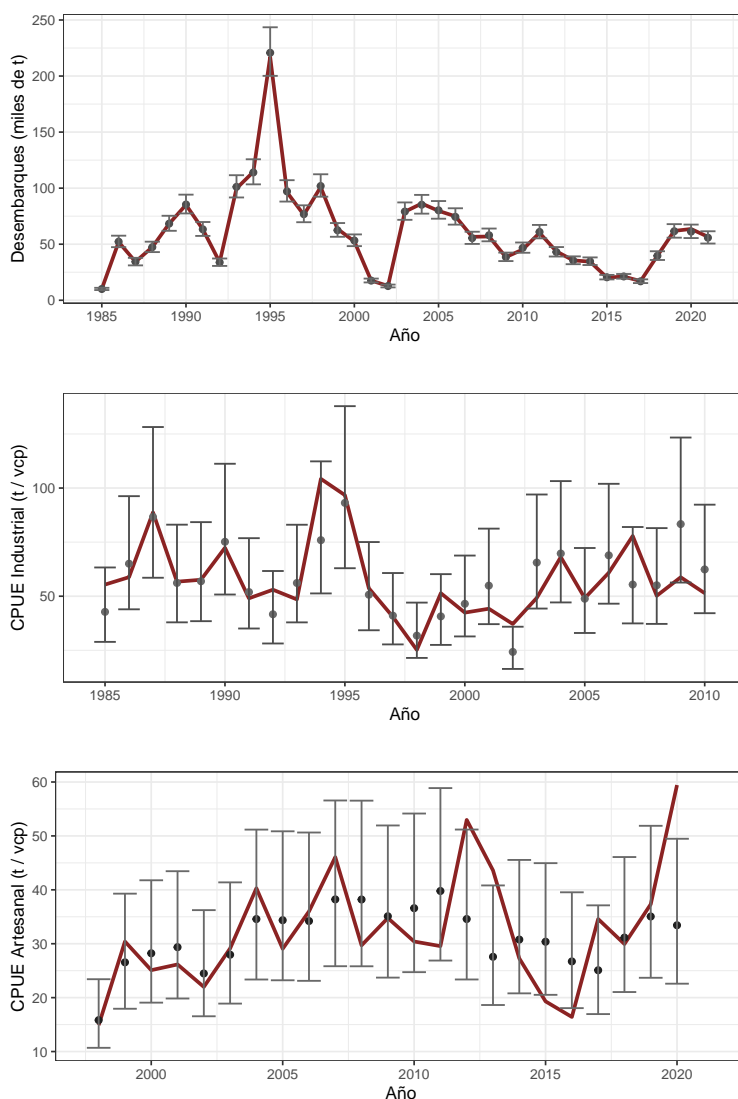 Desembarques (miles de t)
250
200
150
100
50
0
1985 1990 1995 2000 2005 2010 2015 2020
Año
CPUE Industrial (t / vcp)
100
50
1985 1990 1995 2000 2005 2010
Año
CPUE Artesanal (t / vcp)
60
50
40
30
20
10
2000 2005 2010 2015 2020
Año